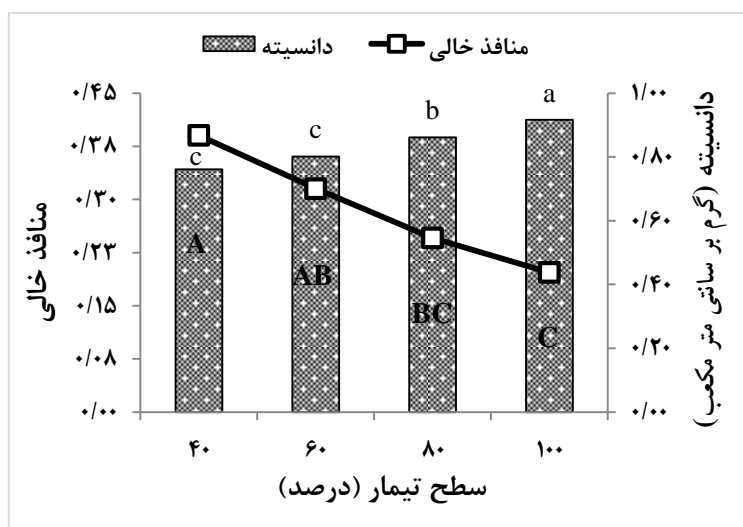 دانسیته منافذ خالی
۰/۴۵
۰/۳۸
۰/۳۰
۰/۲۳
۰/۱۵
۰/۰۸
۰/۰۰
منافذ خالی
۱/۰۰
۰/۸۰
۰/۶۰
۰/۴۰
۰/۲۰
۰/۰۰
دانسیته (گرم بر سانتی متر مکعب)
c c b a
A AB BC C
۴۰ ۶۰ ۸۰ ۱۰۰
سطح تیمار (درصد)